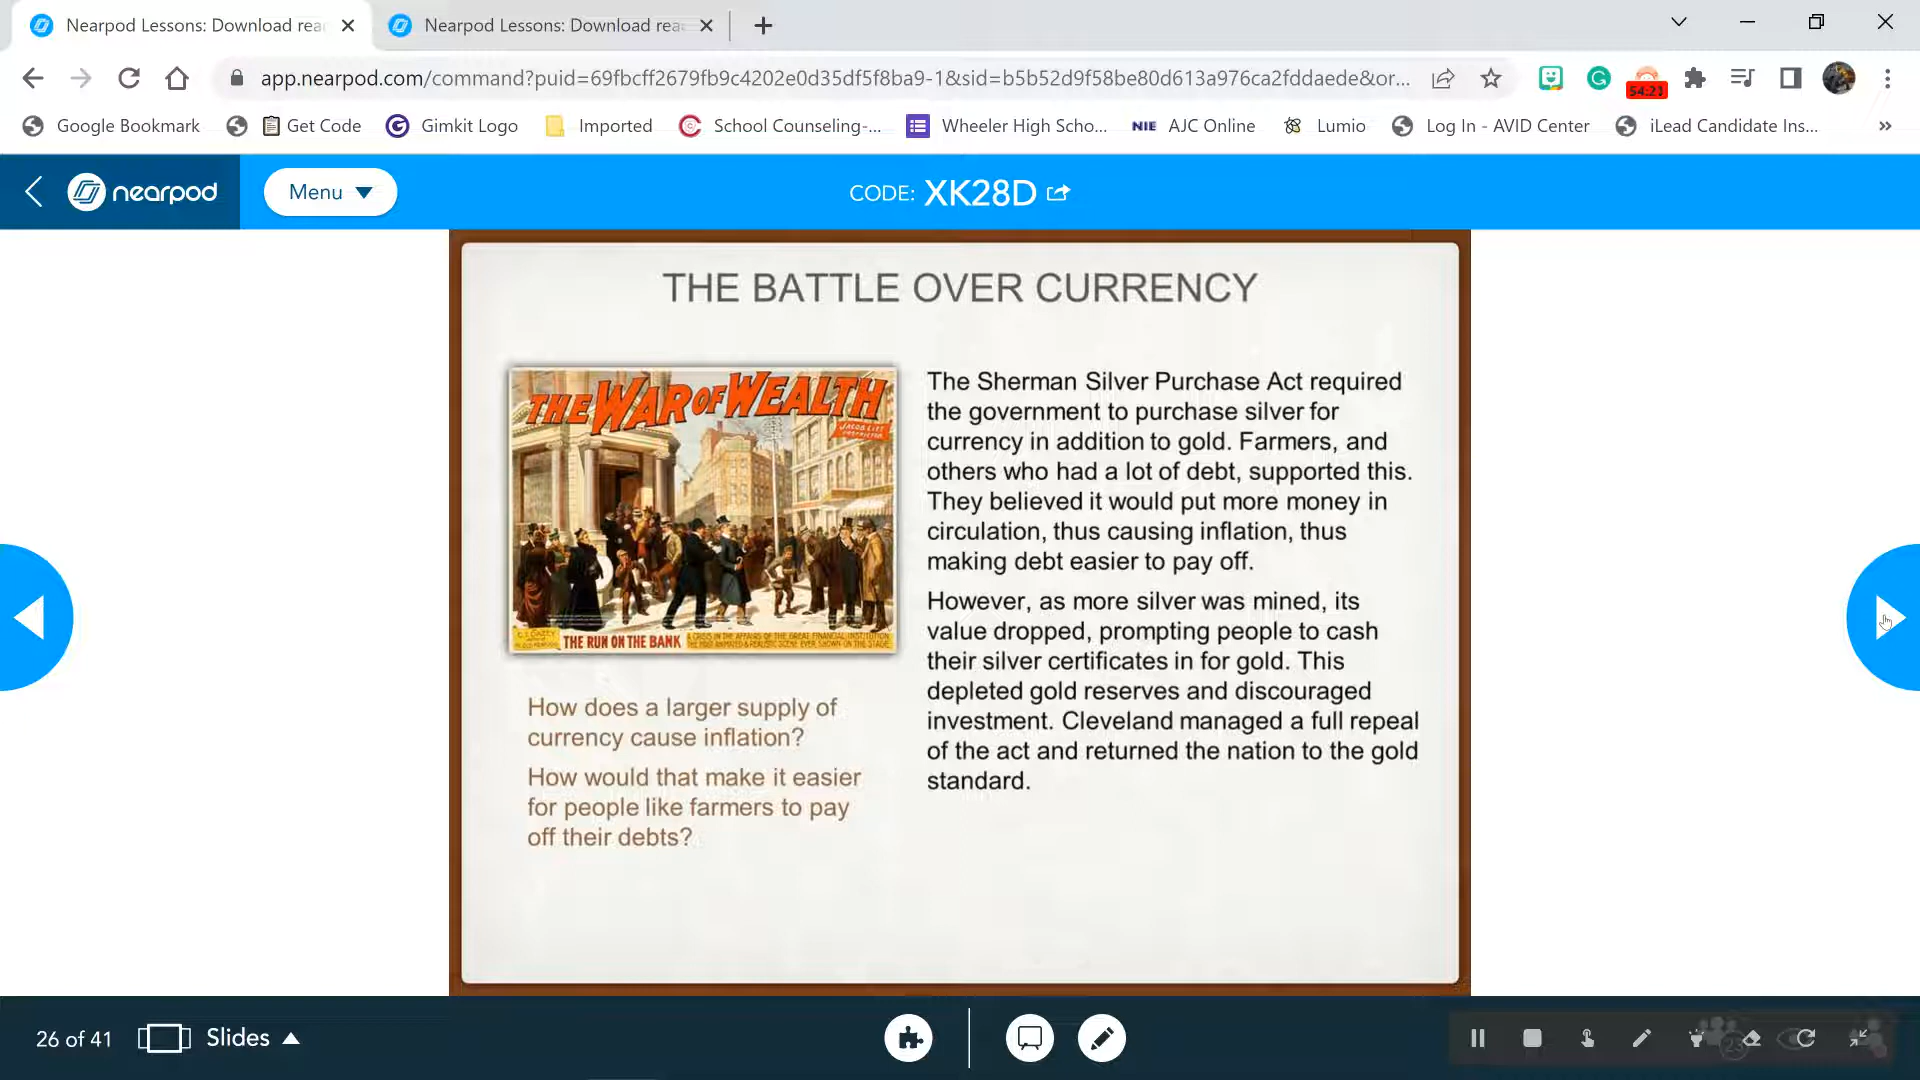 Nearpod Lessons: Download rea
Nearpod Lessons: Download rea
app.nearpod.com/command?puid=69fbcff2679fb9c4202e0d35df5f8ba9-1&sid=b5b52d9f58be80d613a976ca2fddaede&or...
54:21
Google Bookmark
Get Code
Gimkit Logo
Imported
School Counseling-...
Wheeler High Scho...
NIE AJC Online
Lumio
Log In - AVID Center
iLead Candidate Ins...
nearpod
Menu
CODE: XK28D
THE BATTLE OVER CURRENCY
THE WAR OF WEALTH
THE RUN ON THE BANK
How does a larger supply of
currency cause inflation?
How would that make it easier
for people like farmers to pay
off their debts?
The Sherman Silver Purchase Act required
the government to purchase silver for
currency in addition to gold. Farmers, and
others who had a lot of debt, supported this.
They believed it would put more money in
circulation, thus causing inflation, thus
making debt easier to pay off.
However, as more silver was mined, its
value dropped, prompting people to cash
their silver certificates in for gold. This
depleted gold reserves and discouraged
investment. Cleveland managed a full repeal
of the act and returned the nation to the gold
standard.
26 of 41
Slides